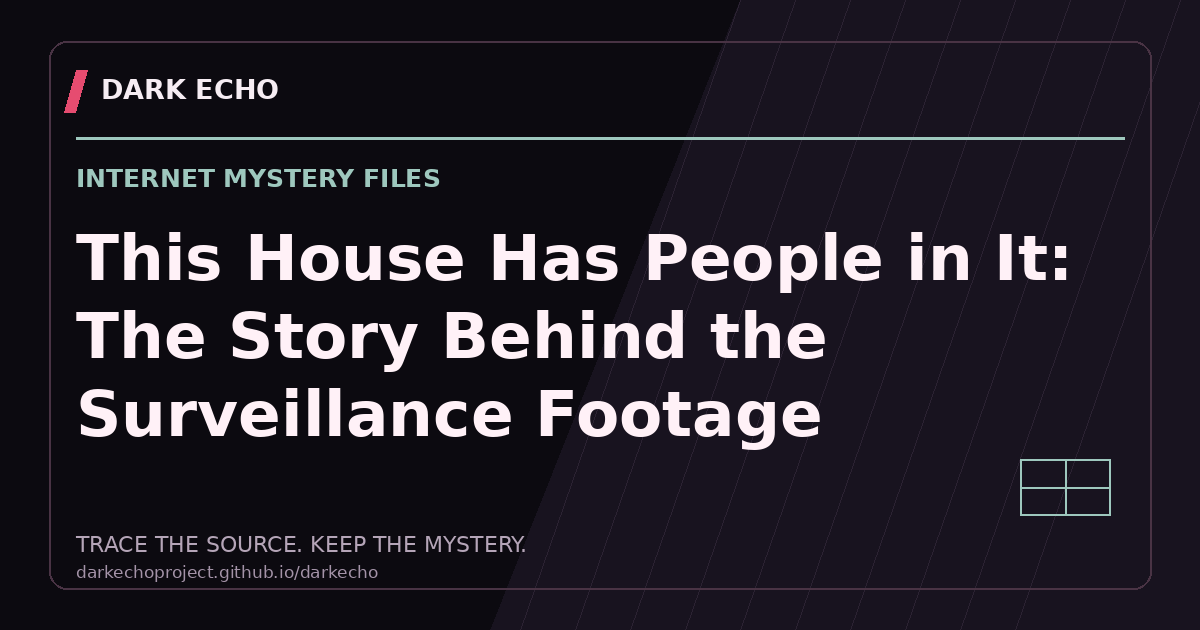 DARK ECHO
INTERNET MYSTERY FILES
This House Has People in It:
The Story Behind the
Surveillance Footage
TRACE THE SOURCE. KEEP THE MYSTERY.
darkechoproject.github.io/darkecho